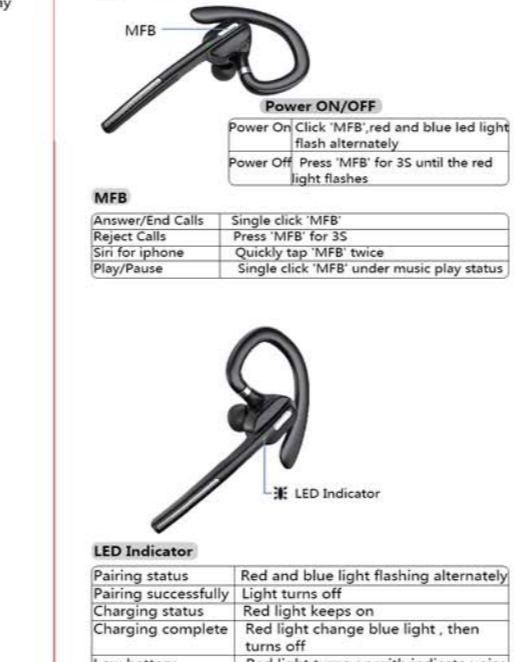 MFB
Power ON/OFF
Power On Click 'MFB',red and blue led light
flash alternately
Power Off Press 'MFB' for 3S until the red
light flashes
MFB
Answer/End Calls Single click 'MFB'
Reject Calls Press 'MFB' for 3S
Siri for iphone Quickly tap 'MFB' twice
Play/Pause Single click 'MFB' under music play status
LED Indicator
LED Indicator
Pairing status Red and blue light flashing alternately
Pairing successfully Light turns off
Charging status Red light keeps on
Charging complete Red light change blue light , then
turns off